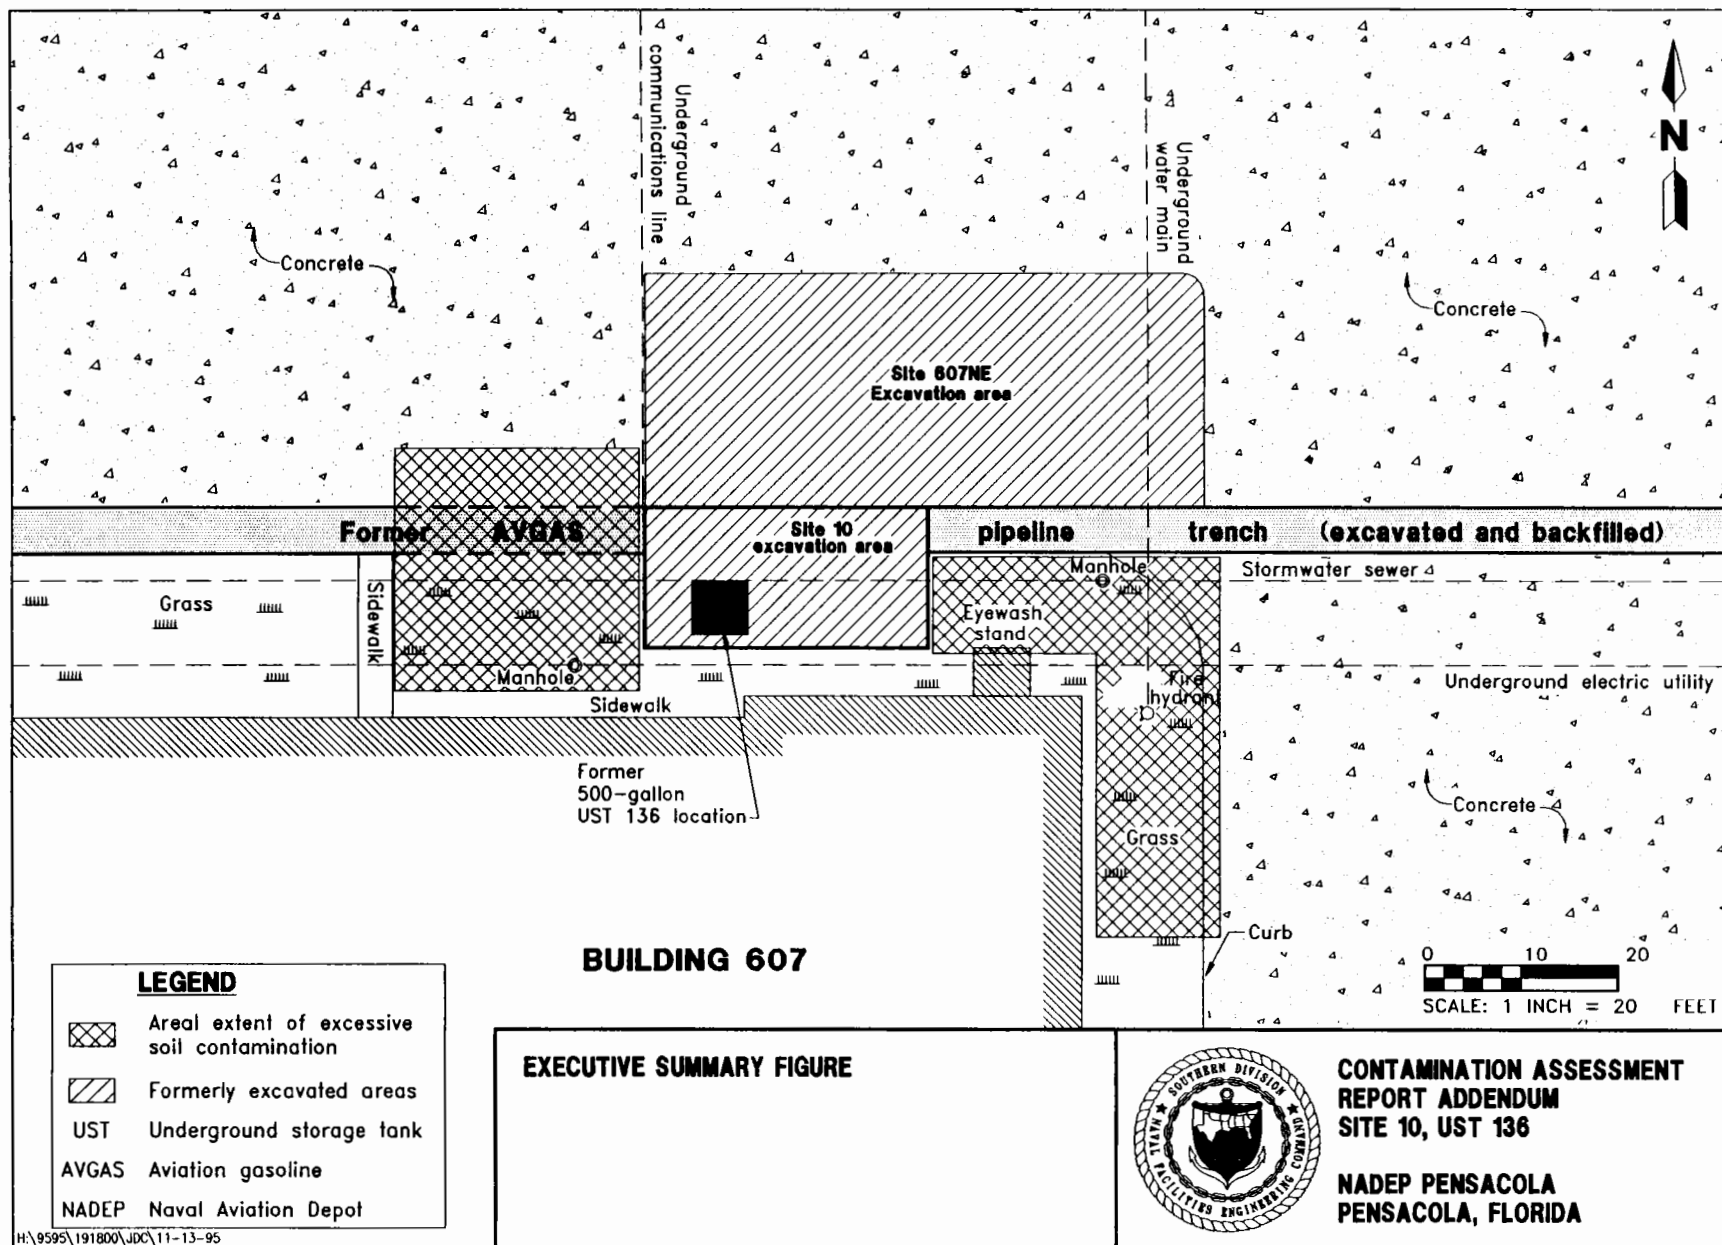 Underground
communications line
Underground
water main
N
Concrete
Concrete
Site 607NE
Excavation area
Former AVGAS
Site 10
excavation area
pipeline trench (excavated and backfilled)
Manhole
Stormwater sewer
Grass
Sidewalk
Eyewash
stand
Manhole
Fire
hydrant
Underground electric utility
Sidewalk
Former
500-gallon
UST 136 location
Concrete
Grass
Curb
BUILDING 607
0 10 20
SCALE: 1 INCH = 20 FEET
LEGEND
Areal extent of excessive
soil contamination
Formerly excavated areas
UST Underground storage tank
AVGAS Aviation gasoline
NADEP Naval Aviation Depot
H:\9595\191800\JDC\11-13-95
EXECUTIVE SUMMARY FIGURE
SOUTHERN DIVISION
NAVAL FACILITIES ENGINEERING COMMAND
CONTAMINATION ASSESSMENT
REPORT ADDENDUM
SITE 10, UST 136
NADEP PENSACOLA
PENSACOLA, FLORIDA